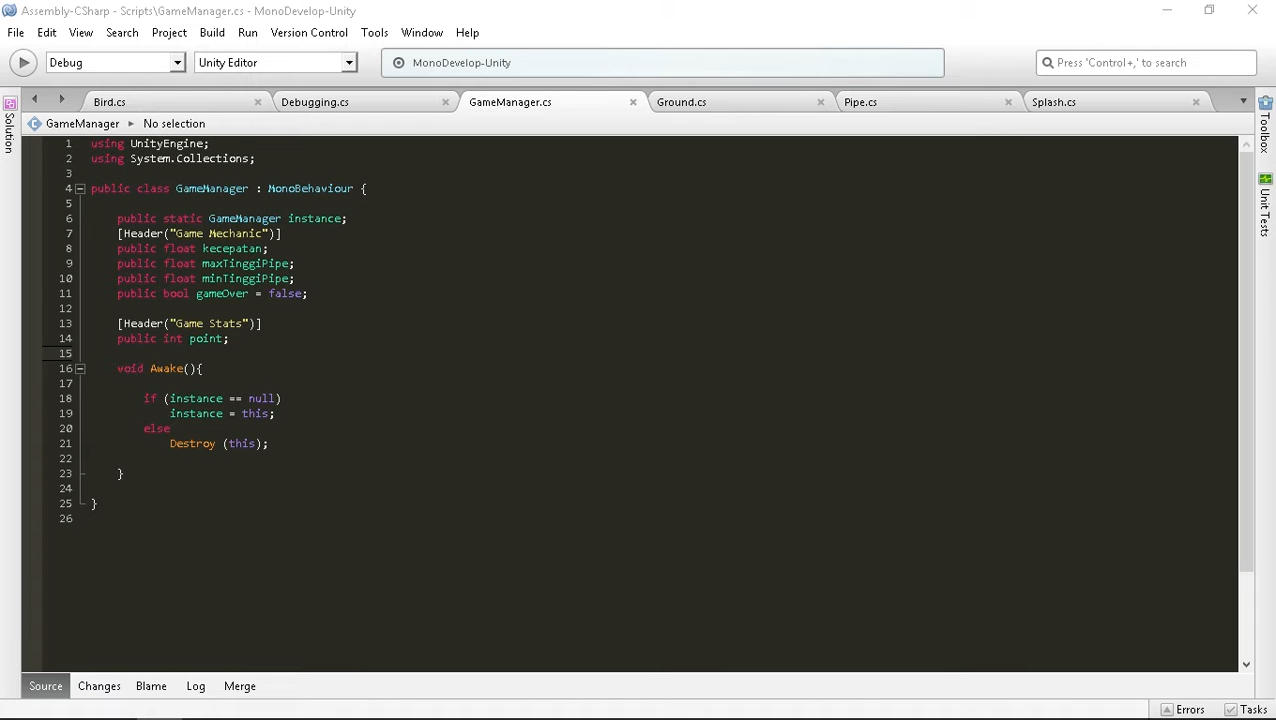 Assembly-CSharp - Scripts\GameManager.cs - MonoDevelop-Unity
File Edit View Search Project Build Run Version Control Tools Window Help
Debug Unity Editor MonoDevelop-Unity Press 'Control+,' to search
Bird.cs Debugging.cs GameManager.cs Ground.cs Pipe.cs Splash.cs
GameManager No selection
Solution
Toolbox
Unit Tests
1 using UnityEngine;
2 using System.Collections;
3
4 public class GameManager : MonoBehaviour {
5
6 public static GameManager instance;
7 [Header("Game Mechanic")]
8 public float kecepatan;
9 public float maxTinggiPipe;
10 public float minTinggiPipe;
11 public bool gameOver = false;
12
13 [Header("Game Stats")]
14 public int point;
15
16 void Awake(){
17
18 if (instance == null)
19 instance = this;
20 else
21 Destroy (this);
22
23 }
24
25 }
26
Source Changes Blame Log Merge
Errors Tasks